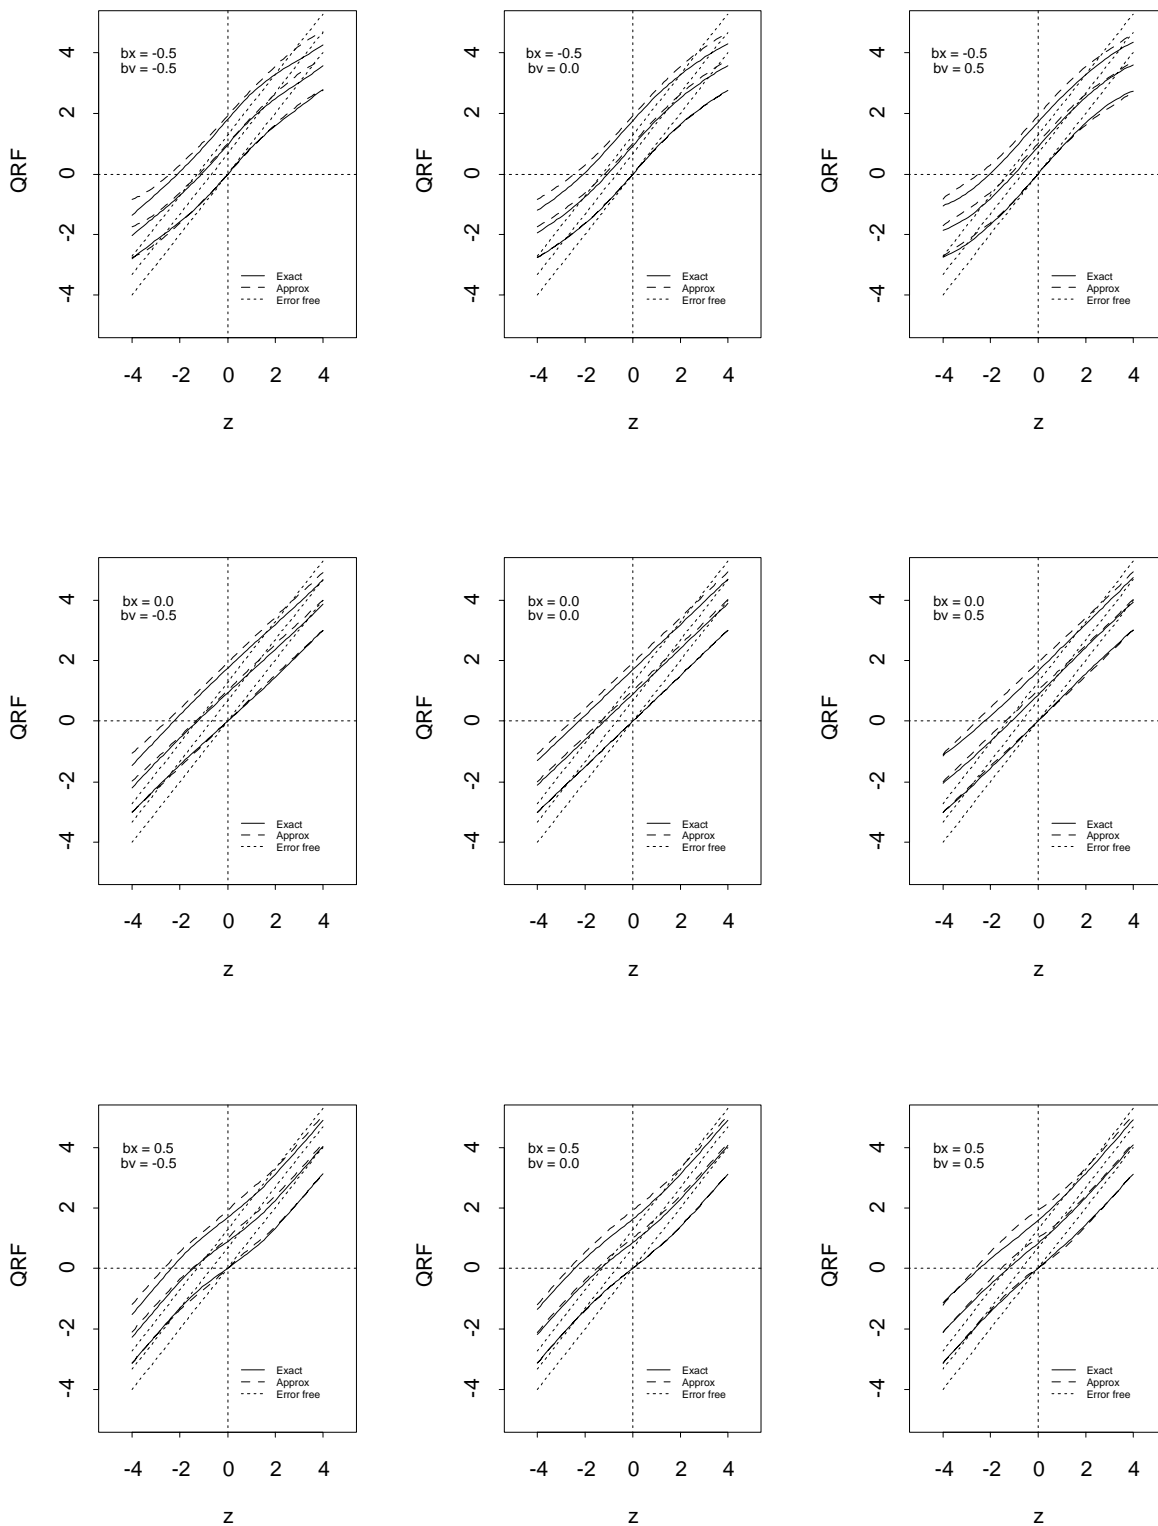 QRF
4
2
0
-2
-4
bx = -0.5
bv = -0.5
Exact
Approx
Error free
-4 -2 0 2 4
z
QRF
4
2
0
-2
-4
bx = -0.5
bv = 0.0
Exact
Approx
Error free
-4 -2 0 2 4
z
QRF
4
2
0
-2
-4
bx = -0.5
bv = 0.5
Exact
Approx
Error free
-4 -2 0 2 4
z
QRF
4
2
0
-2
-4
bx = 0.0
bv = -0.5
Exact
Approx
Error free
-4 -2 0 2 4
z
QRF
4
2
0
-2
-4
bx = 0.0
bv = 0.0
Exact
Approx
Error free
-4 -2 0 2 4
z
QRF
4
2
0
-2
-4
bx = 0.0
bv = 0.5
Exact
Approx
Error free
-4 -2 0 2 4
z
QRF
4
2
0
-2
-4
bx = 0.5
bv = -0.5
Exact
Approx
Error free
-4 -2 0 2 4
z
QRF
4
2
0
-2
-4
bx = 0.5
bv = 0.0
Exact
Approx
Error free
-4 -2 0 2 4
z
QRF
4
2
0
-2
-4
bx = 0.5
bv = 0.5
Exact
Approx
Error free
-4 -2 0 2 4
z